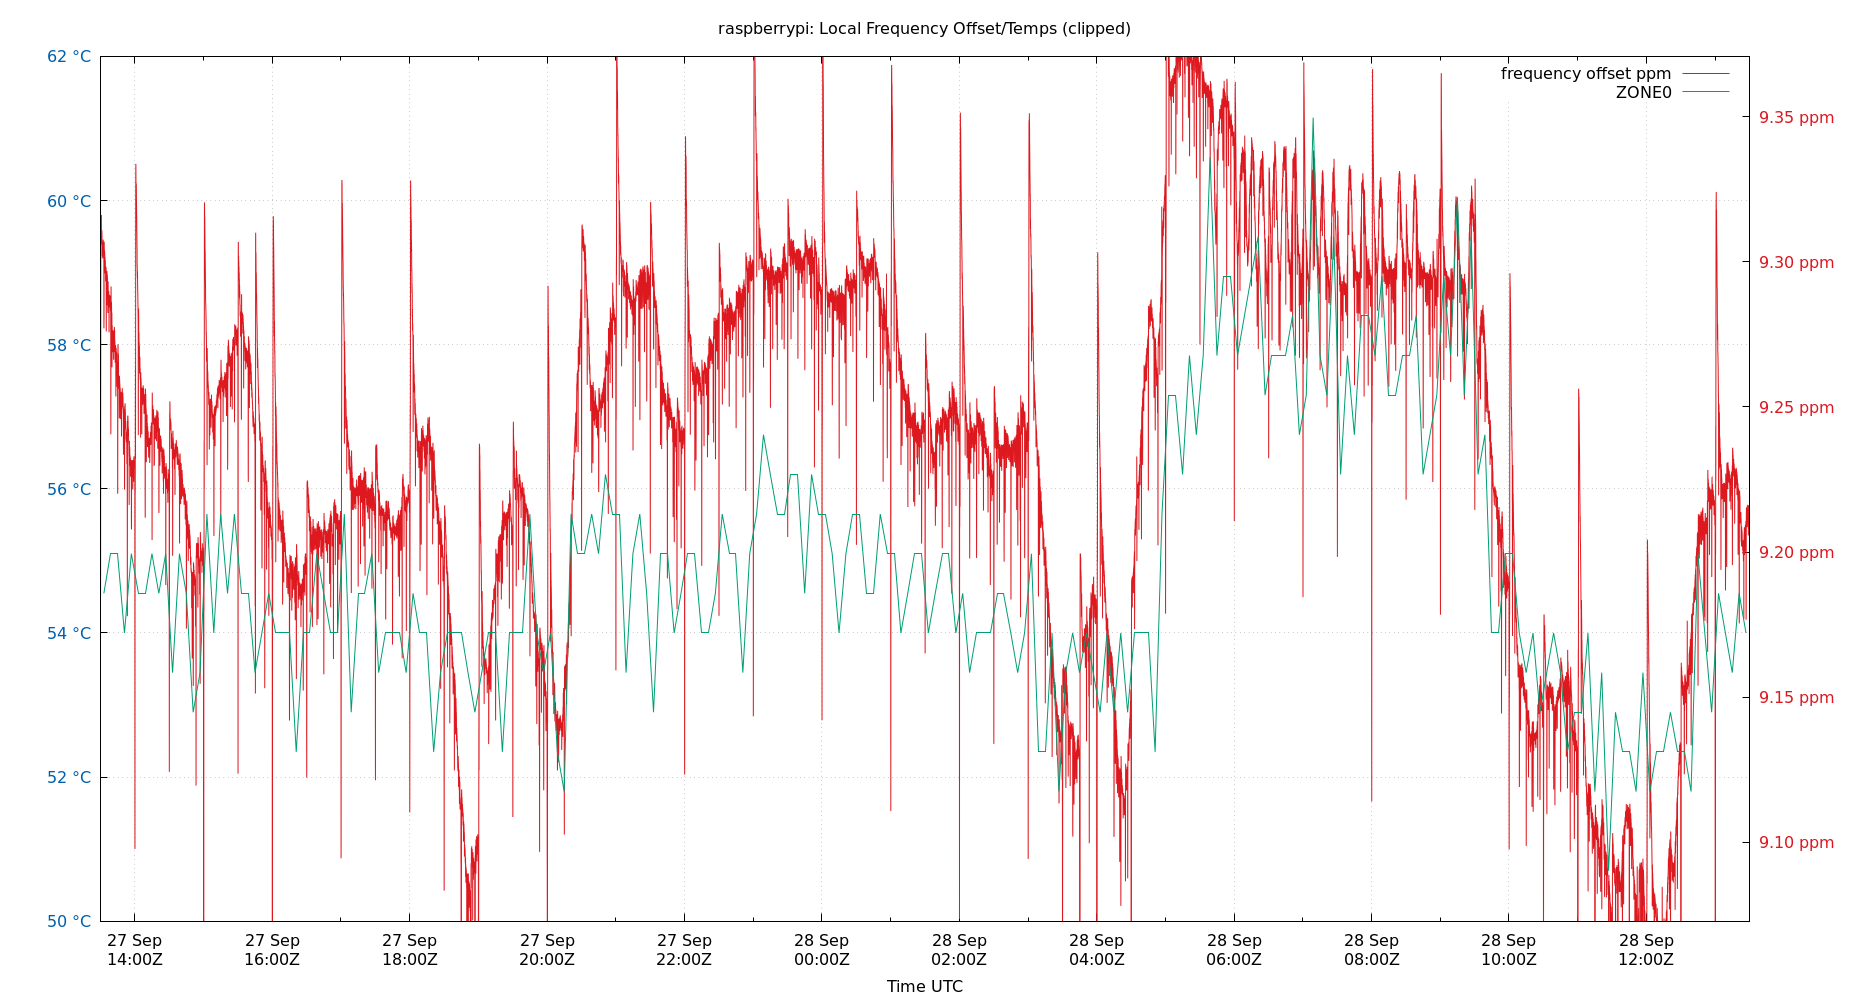 raspberrypi: Local Frequency Offset/Temps (clipped)
62 °C
60 °C
58 °C
56 °C
54 °C
52 °C
50 °C
frequency offset ppm
ZONE0
9.35 ppm
9.30 ppm
9.25 ppm
9.20 ppm
9.15 ppm
9.10 ppm
27 Sep
14:00Z
27 Sep
16:00Z
27 Sep
18:00Z
27 Sep
20:00Z
27 Sep
22:00Z
28 Sep
00:00Z
28 Sep
02:00Z
28 Sep
04:00Z
28 Sep
06:00Z
28 Sep
08:00Z
28 Sep
10:00Z
28 Sep
12:00Z
Time UTC